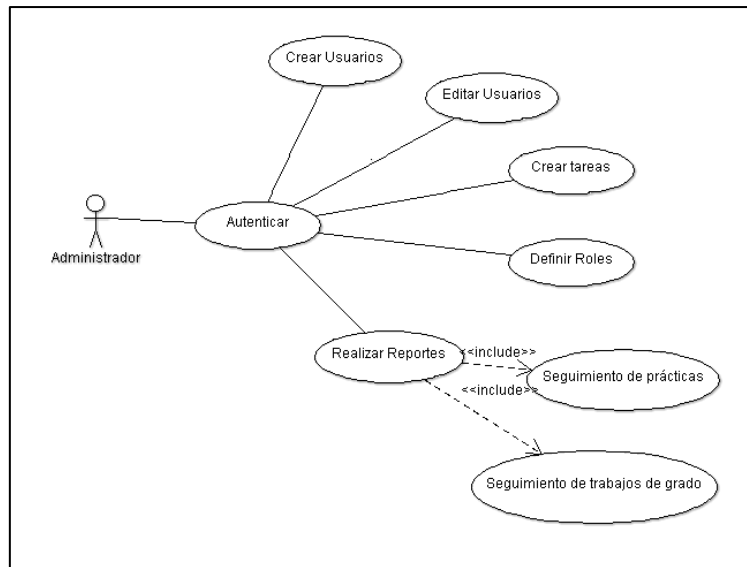 Crear Usuarios
Editar Usuarios
Crear tareas
Autenticar
Administrador
Definir Roles
Realizar Reportes
<<include>>
Seguimiento de prácticas
<<include>>
Seguimiento de trabajos de grado